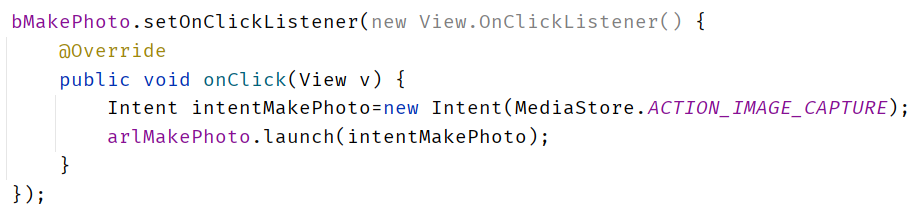 bMakePhoto.setOnClickListener(new View.OnClickListener() {
    @Override
    public void onClick(View v) {
        Intent intentMakePhoto=new Intent(MediaStore.ACTION_IMAGE_CAPTURE);
        arlMakePhoto.launch(intentMakePhoto);
    }
});